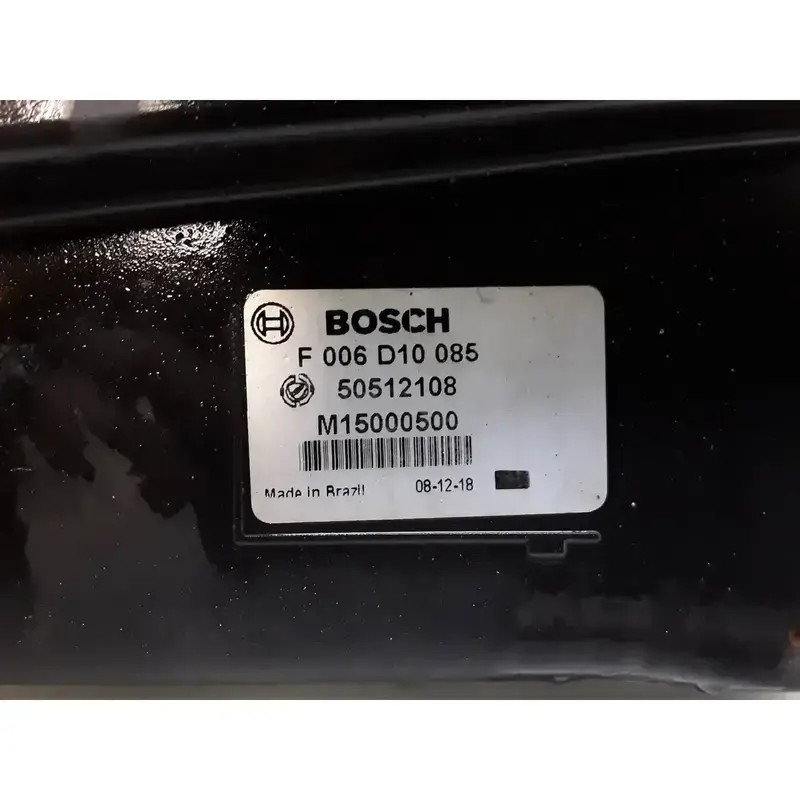 BOSCH
F 006 D10 085
50512108
M15000500
Made in Brazil 08-12-18